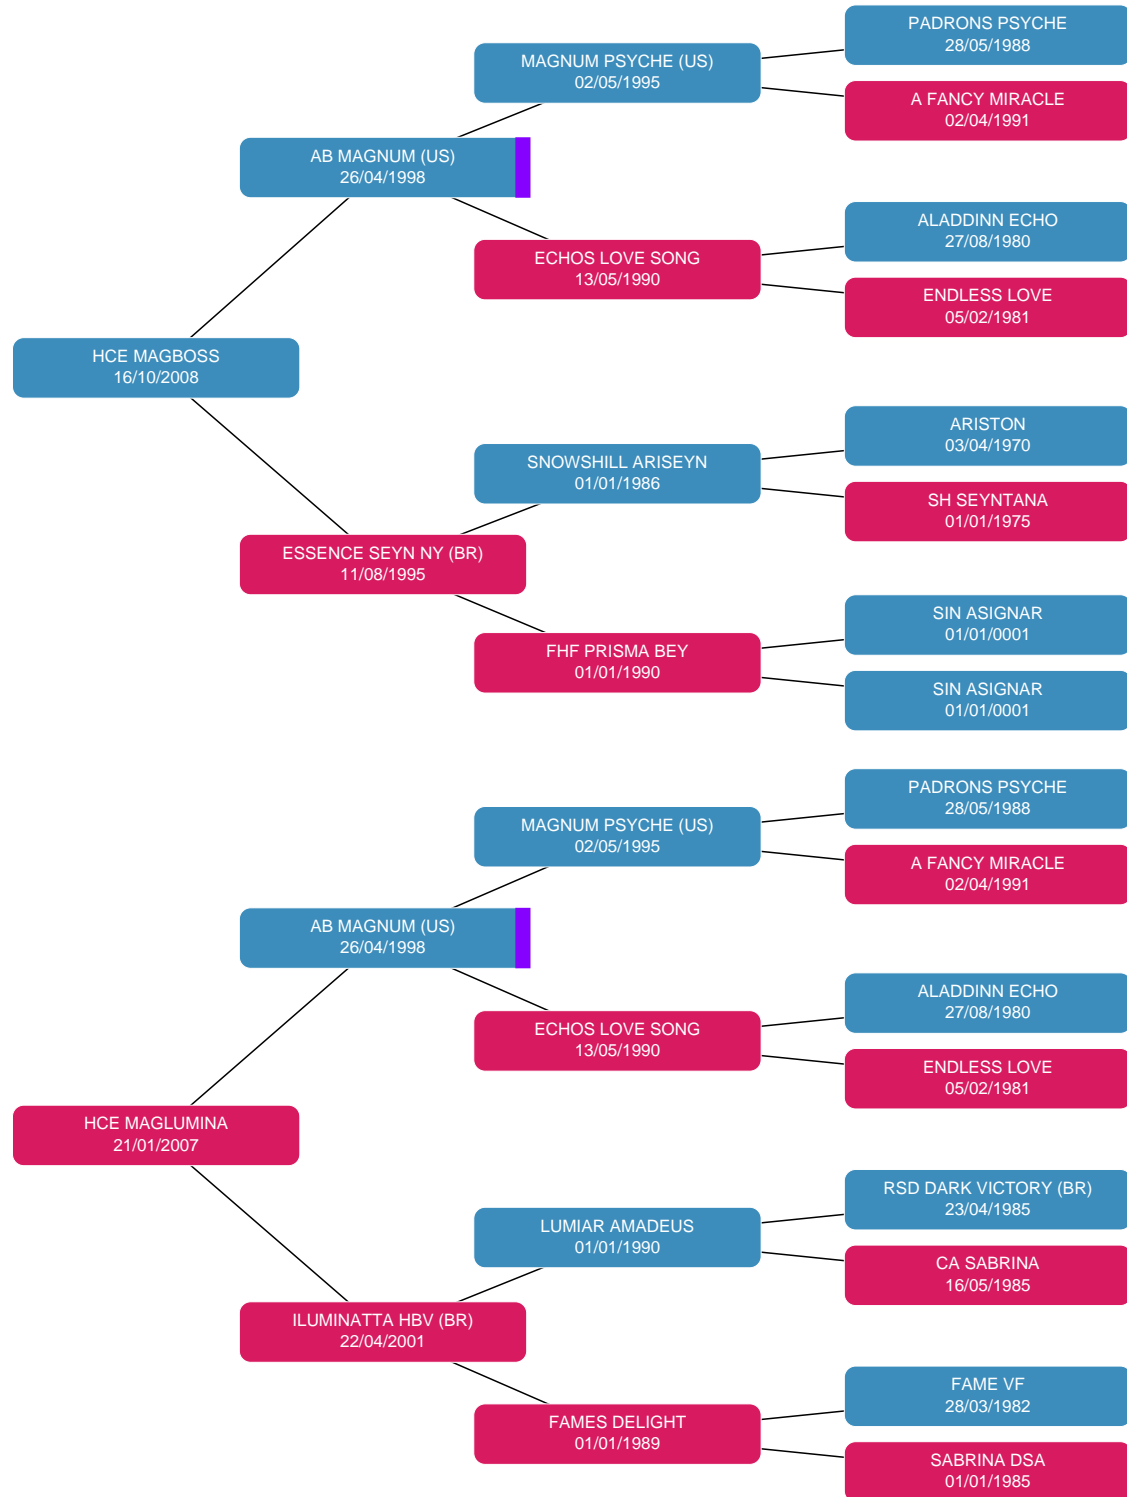 PADRONS PSYCHE
28/05/1988
MAGNUM PSYCHE (US)
02/05/1995
A FANCY MIRACLE
02/04/1991
AB MAGNUM (US)
26/04/1998
ALADDINN ECHO
27/08/1980
ECHOS LOVE SONG
13/05/1990
ENDLESS LOVE
05/02/1981
HCE MAGBOSS
16/10/2008
ARISTON
03/04/1970
SNOWSHILL ARISEYN
01/01/1986
SH SEYNTANA
01/01/1975
ESSENCE SEYN NY (BR)
11/08/1995
SIN ASIGNAR
01/01/0001
FHF PRISMA BEY
01/01/1990
SIN ASIGNAR
01/01/0001
PADRONS PSYCHE
28/05/1988
MAGNUM PSYCHE (US)
02/05/1995
A FANCY MIRACLE
02/04/1991
AB MAGNUM (US)
26/04/1998
ALADDINN ECHO
27/08/1980
ECHOS LOVE SONG
13/05/1990
ENDLESS LOVE
05/02/1981
HCE MAGLUMINA
21/01/2007
RSD DARK VICTORY (BR)
23/04/1985
LUMIAR AMADEUS
01/01/1990
CA SABRINA
16/05/1985
ILUMINATTA HBV (BR)
22/04/2001
FAME VF
28/03/1982
FAMES DELIGHT
01/01/1989
SABRINA DSA
01/01/1985